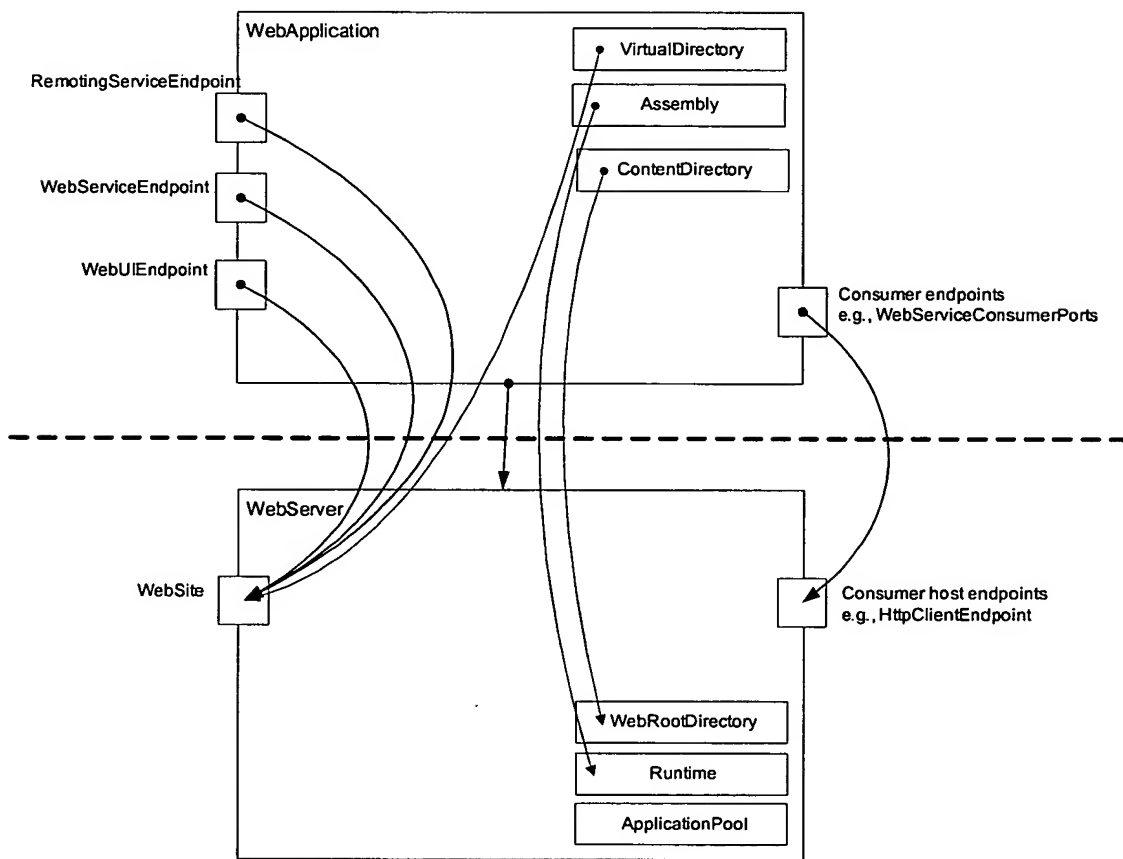 WebApplication
VirtualDirectory
RemotingServiceEndpoint
Assembly
ContentDirectory
WebServiceEndpoint
WebUIEndpoint
Consumer endpoints
e.g., WebServiceConsumerPorts
WebServer
WebSite
Consumer host endpoints
e.g., HttpClientEndpoint
WebRootDirectory
Runtime
ApplicationPool